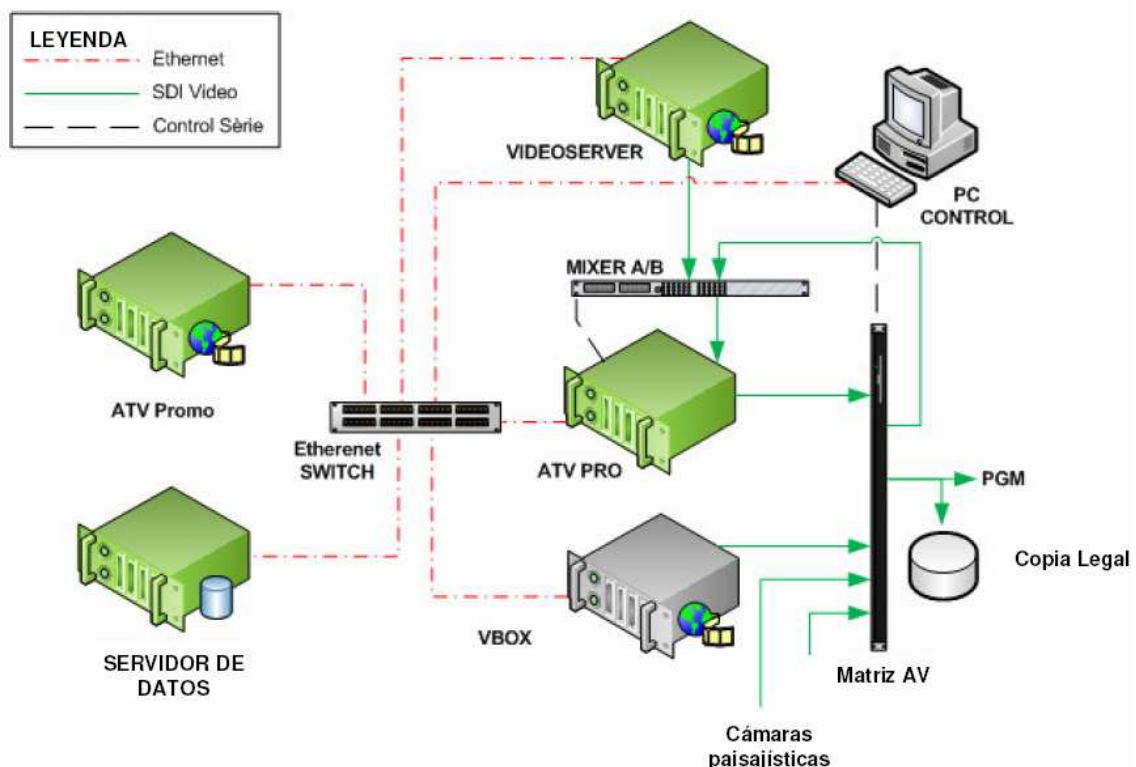 LEYENDA
Ethernet
SDI Video
Control Sèrie
VIDEOSERVER
PC
CONTROL
MIXER A/B
ATV Promo
Etherenet
SWITCH
ATV PRO
PGM
Copia Legal
VBOX
SERVIDOR DE
DATOS
Matriz AV
Cámaras
paisajísticas